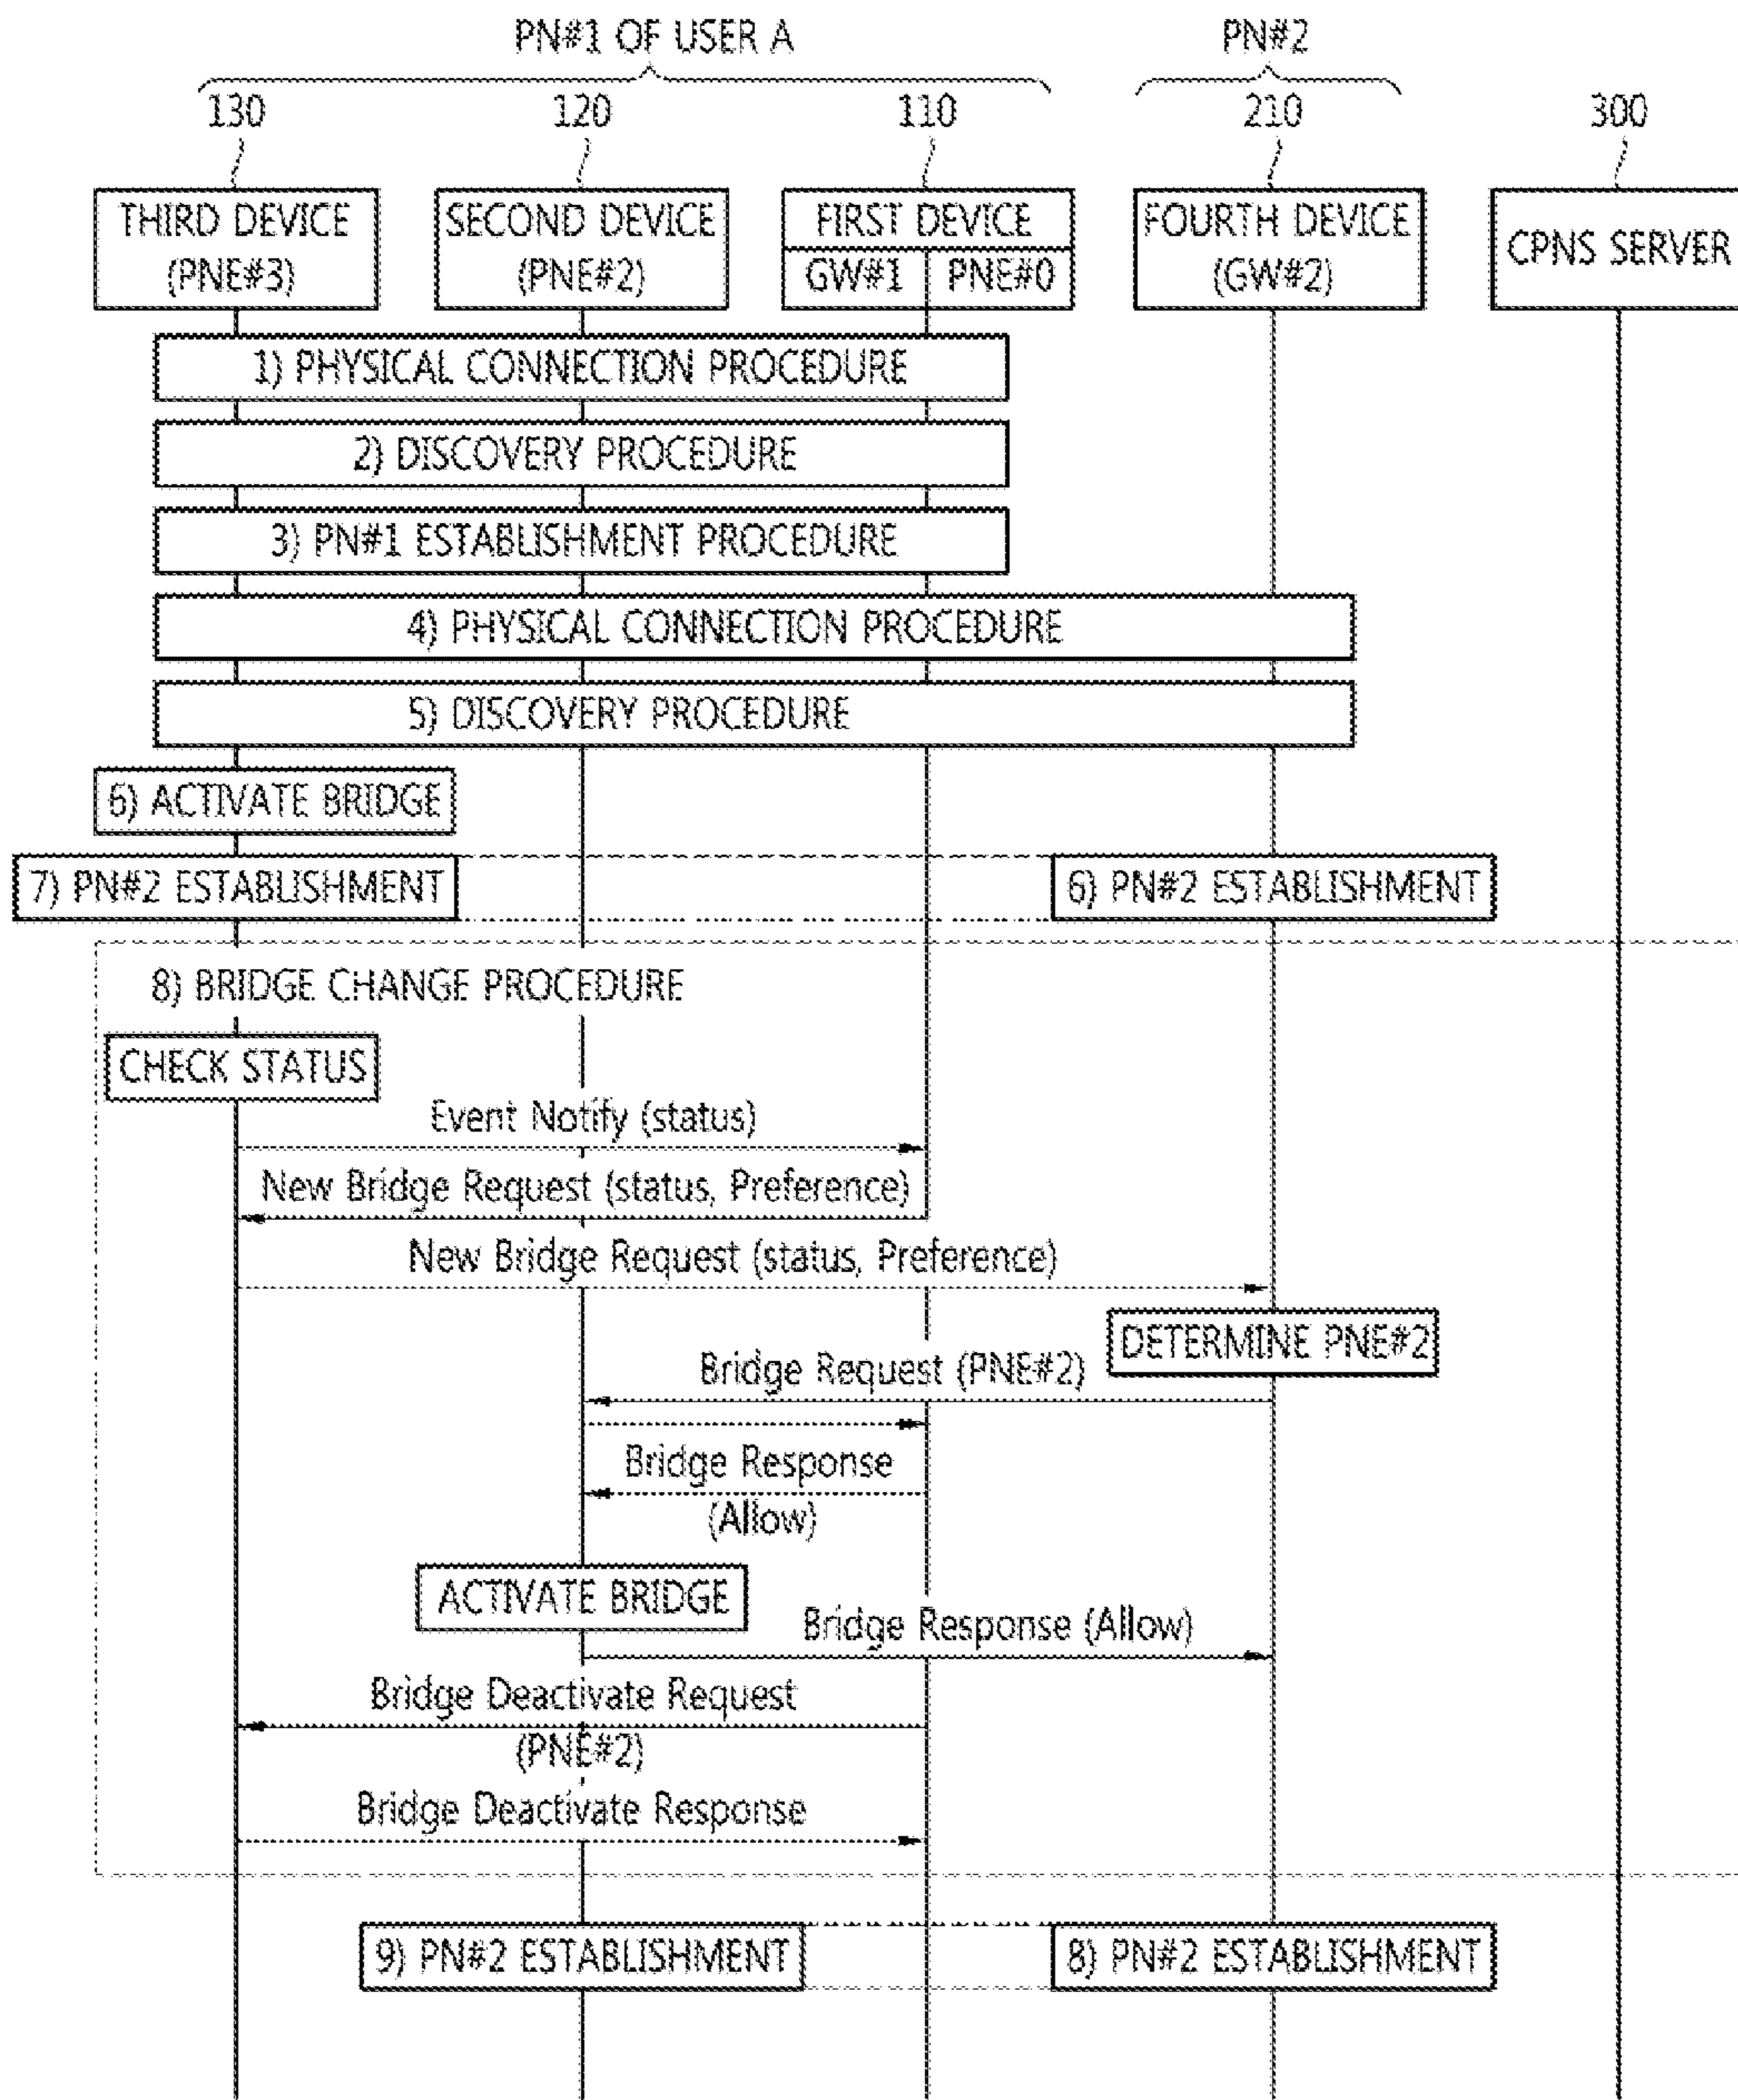 PN#1 OF USER A
PN#2
130
120
110
210
300
THIRD DEVICE
(PNE#3)
SECOND DEVICE
(PNE#2)
FIRST DEVICE
GW#1
PNE#0
FOURTH DEVICE
(GW#2)
CPNS SERVER
1) PHYSICAL CONNECTION PROCEDURE
2) DISCOVERY PROCEDURE
3) PN#1 ESTABLISHMENT PROCEDURE
4) PHYSICAL CONNECTION PROCEDURE
5) DISCOVERY PROCEDURE
6) ACTIVATE BRIDGE
7) PN#2 ESTABLISHMENT
6) PN#2 ESTABLISHMENT
8) BRIDGE CHANGE PROCEDURE
CHECK STATUS
Event Notify (status)
New Bridge Request (status, Preference)
New Bridge Request (status, Preference)
DETERMINE PNE#2
Bridge Request (PNE#2)
Bridge Response
(Allow)
ACTIVATE BRIDGE
Bridge Response (Allow)
Bridge Deactivate Request
(PNE#2)
Bridge Deactivate Response
9) PN#2 ESTABLISHMENT
8) PN#2 ESTABLISHMENT